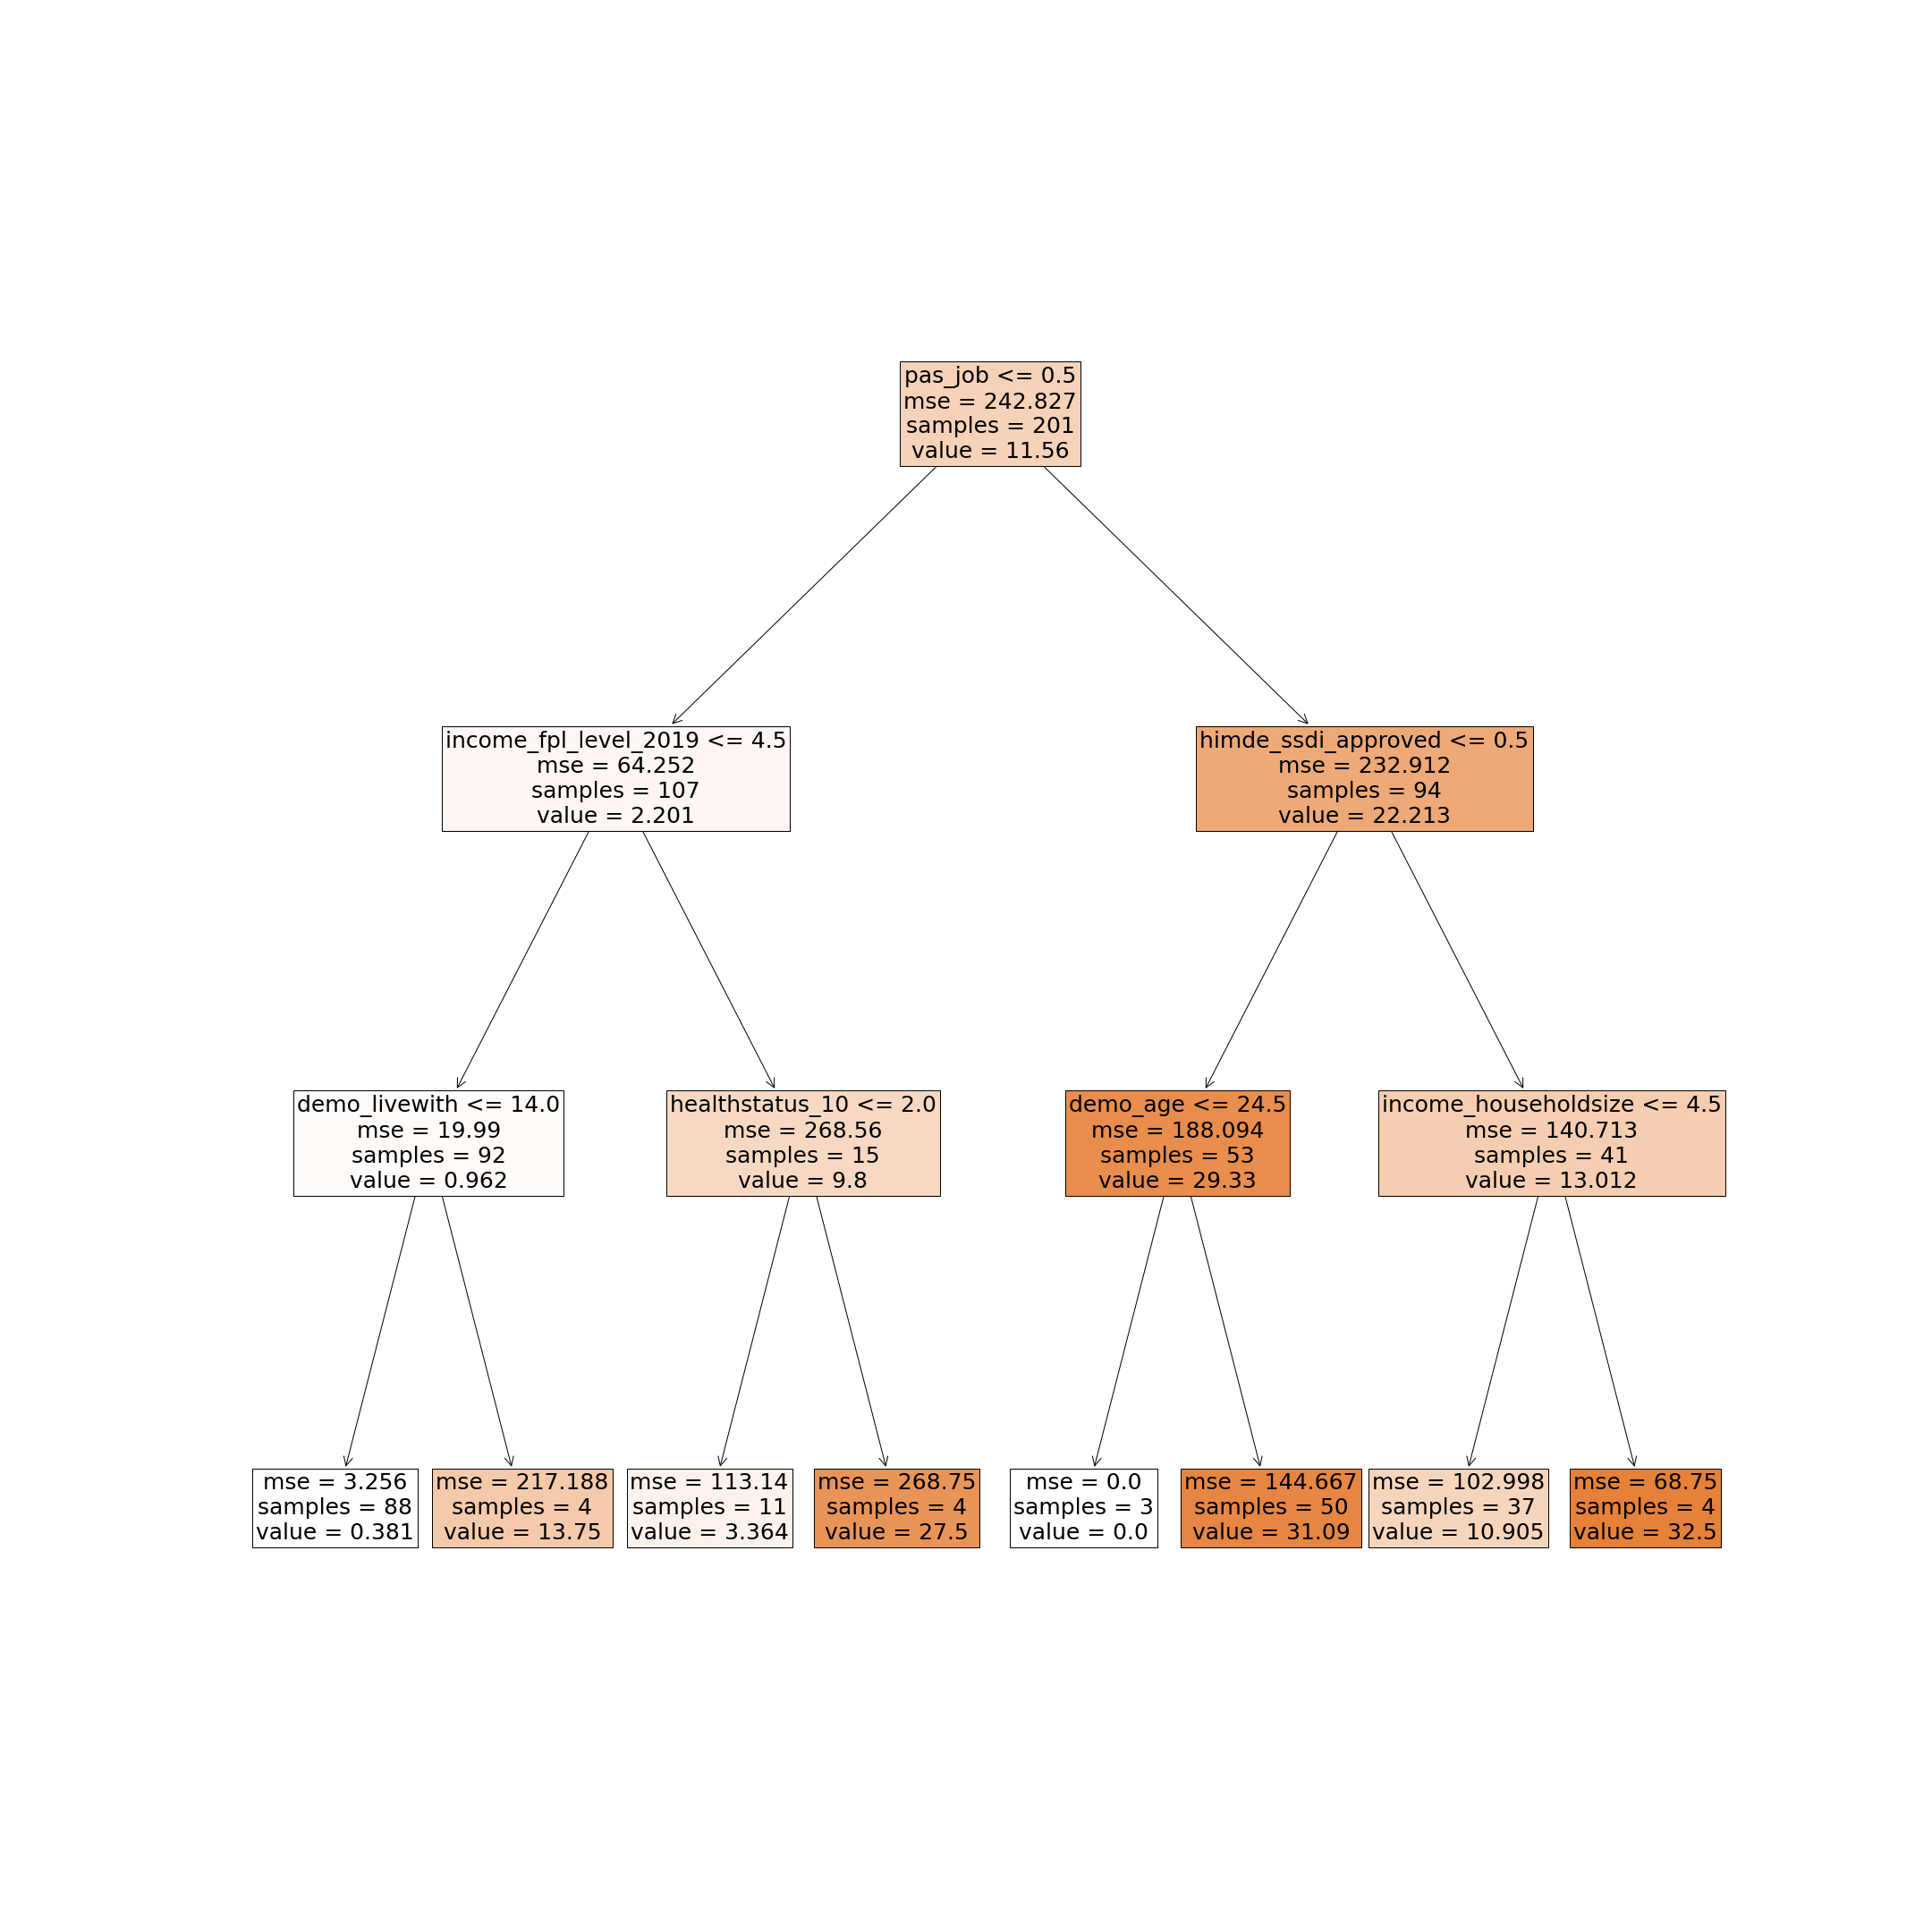 pas_job <= 0.5
mse = 242.827
samples = 201
value = 11.56
income_fpl_level_2019 <= 4.5
mse = 64.252
samples = 107
value = 2.201
himde_ssdi_approved <= 0.5
mse = 232.912
samples = 94
value = 22.213
demo_livewith <= 14.0
mse = 19.99
samples = 92
value = 0.962
healthstatus_10 <= 2.0
mse = 268.56
samples = 15
value = 9.8
demo_age <= 24.5
mse = 188.094
samples = 53
value = 29.33
income_householdsize <= 4.5
mse = 140.713
samples = 41
value = 13.012
mse = 3.256
samples = 88
value = 0.381
mse = 217.188
samples = 4
value = 13.75
mse = 113.14
samples = 11
value = 3.364
mse = 268.75
samples = 4
value = 27.5
mse = 0.0
samples = 3
value = 0.0
mse = 144.667
samples = 50
value = 31.09
mse = 102.998
samples = 37
value = 10.905
mse = 68.75
samples = 4
value = 32.5